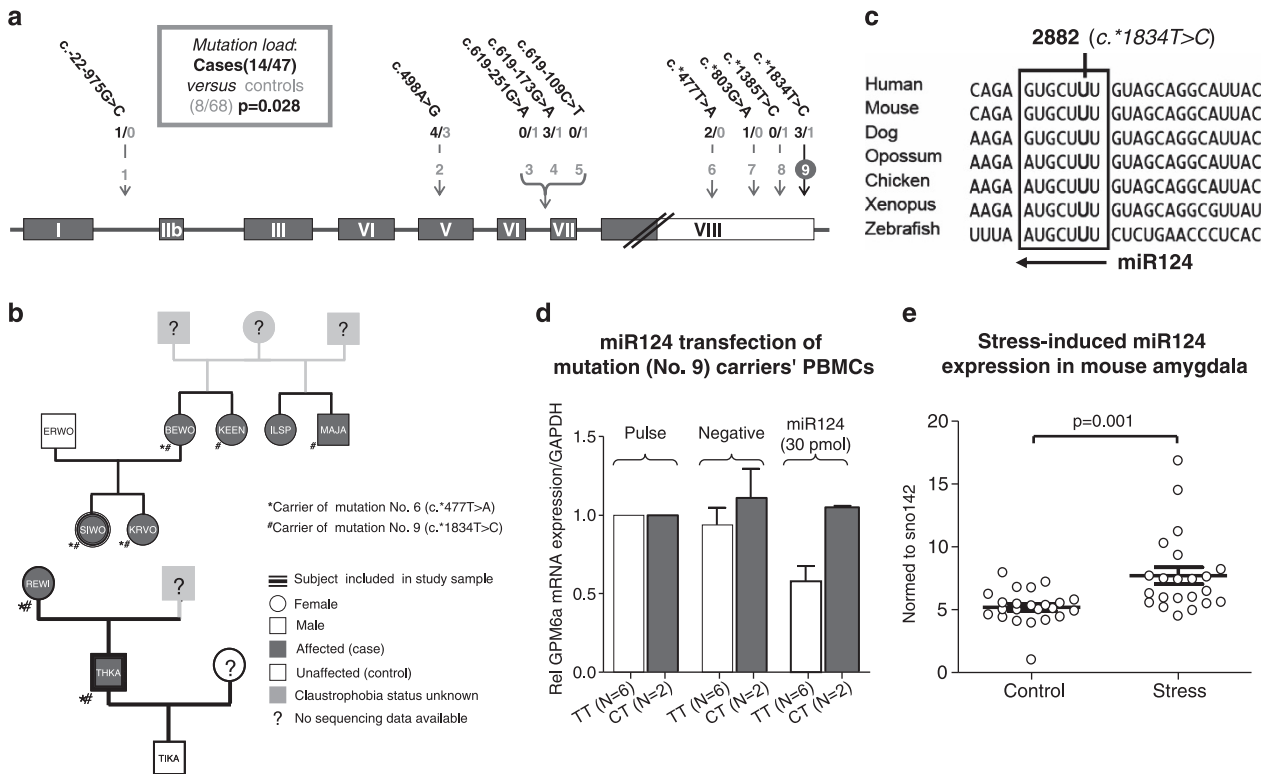 a
c.-22-975G>C
Mutation load:
Cases(14/47)
versus controls
(8/68) p=0.028
c.498A>G
c.619-251G>A
c.619-173G>A
c.619-109C>T
c.*477T>A
c.*803G>A
c.*1385T>C
c.*1834T>C
1/0 4/3 0/1 3/1 0/1 2/0 1/0 0/1 3/1
1 2 3 4 5 6 7 8 9
I IIb III VI V VI VII VIII
b
? ? ?
ERWO BEWO KEEN ILSP MAJA
*# # #
SIWO KRVO
*# *#
*Carrier of mutation No. 6 (c.*477T>A)
#Carrier of mutation No. 9 (c.*1834T>C)
REWI ?
*#
THKA ?
*#
TIKA
Subject included in study sample
Female
Male
Affected (case)
Unaffected (control)
Claustrophobia status unknown
? No sequencing data available
c
2882 (c.*1834T>C)
Human CAGA GUGCUUU GUAGCAGGCAUUAC
Mouse CAGA GUGCUUU GUAGCAGGCAUUAC
Dog AAGA GUGCUUU GUAGCAGGCAUUAC
Opossum AAGA AUGCUUU GUAGCAGGCAUUAC
Chicken AAGA AUGCUUU GUAGCAGGCAUUAC
Xenopus AAGA AUGCUUU GUAGCAGGCGUUAU
Zebrafish UUUA AUGCUUU CUCUGAACCCUCAC
miR124
d
miR124 transfection of
mutation (No. 9) carriers' PBMCs
Rel GPM6a mRNA expression/GAPDH
1.5
1.0
0.5
0.0
Pulse Negative miR124
(30 pmol)
TT (N=6) CT (N=2) TT (N=6) CT (N=2) TT (N=6) CT (N=2)
e
Stress-induced miR124
expression in mouse amygdala
p=0.001
Normed to sno142
20
15
10
5
0
Control Stress